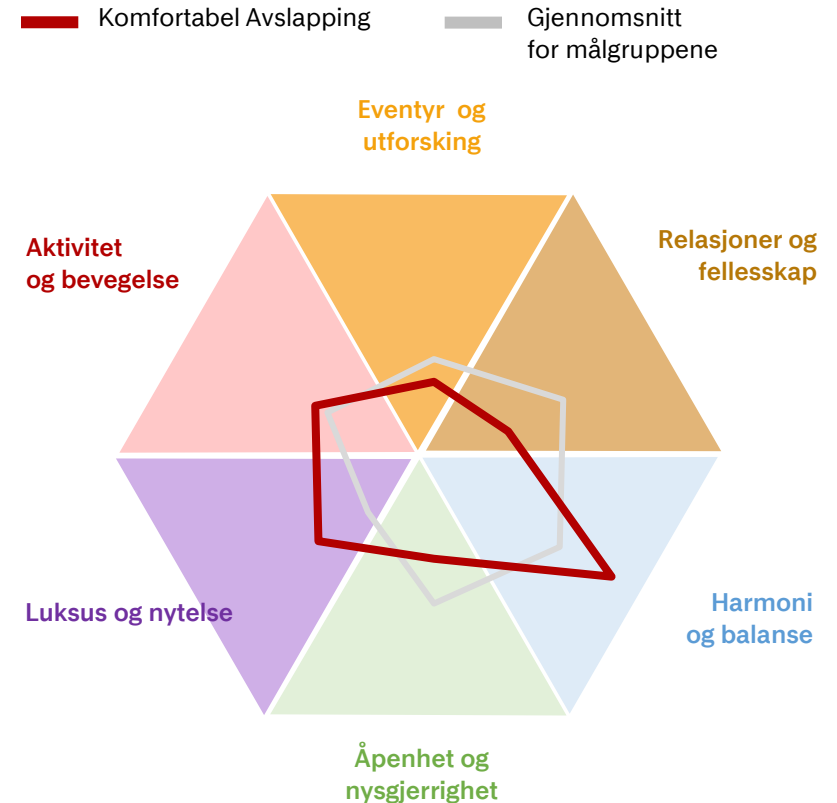 Komfortabel Avslapping
Gjennomsnitt
for målgruppene
Eventyr og
utforsking
Aktivitet
og bevegelse
Relasjoner og
fellesskap
Luksus og nytelse
Harmoni
og balanse
Åpenhet og
nysgjerrighet